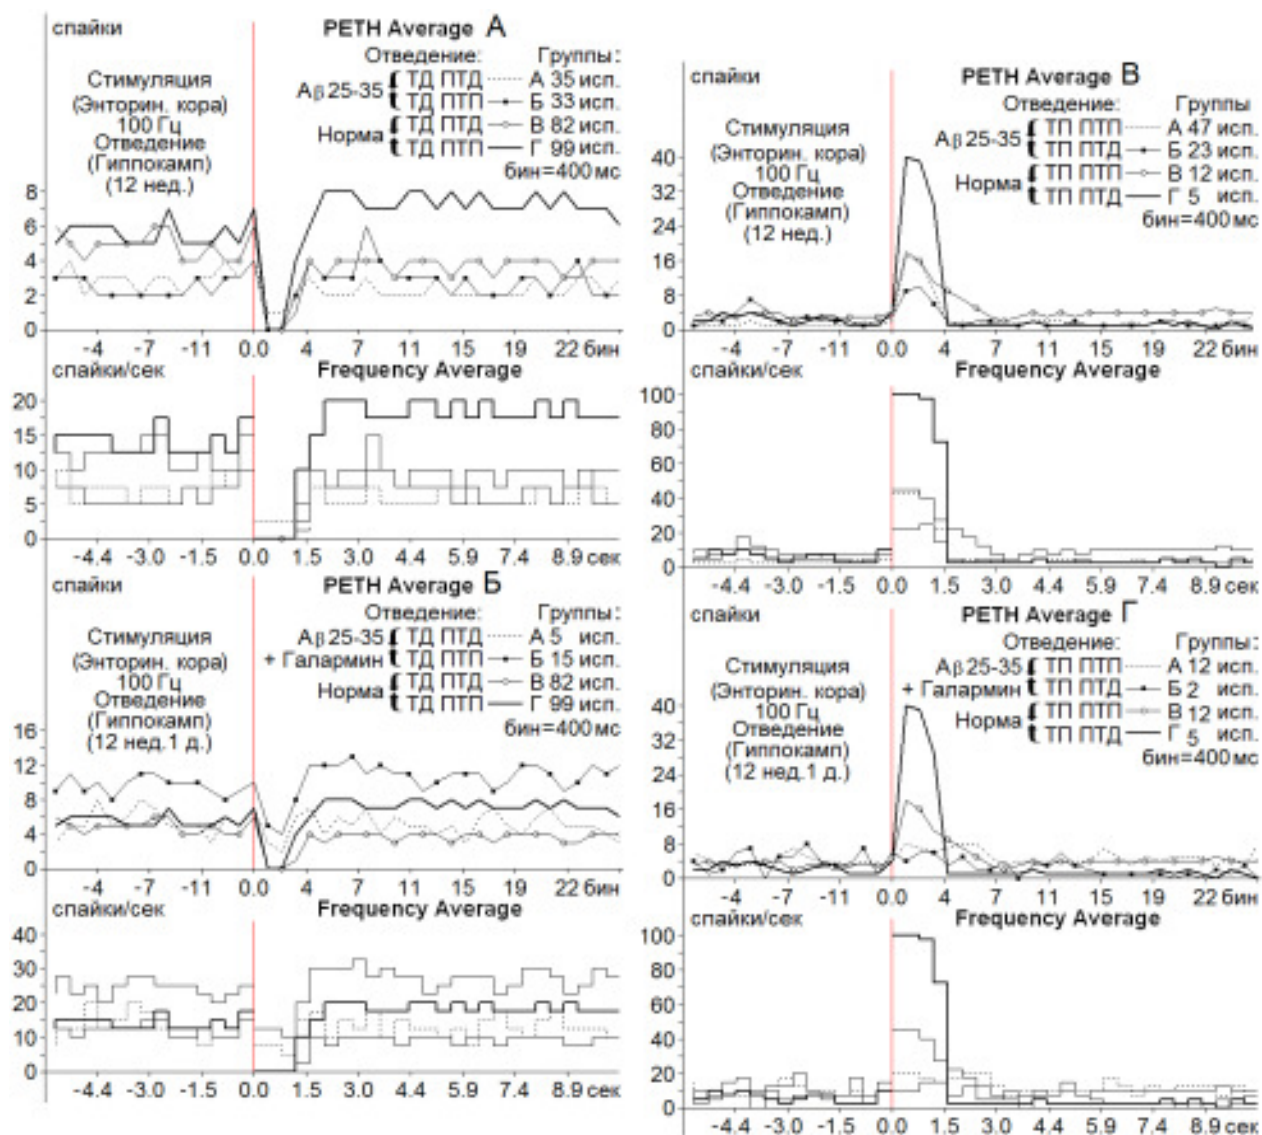 спайки
PETH Average А
Стимуляция
(Энторин. кора)
100 Гц
Отведение
(Гиппокамп)
(12 нед.)
Отведение: Группы:
Аβ25-35 ТД ПТД А 35 исп.
ТД ПТП Б 33 исп.
Норма ТД ПТД В 82 исп.
ТД ПТП Г 99 исп.
бин=400 мс
8
6
4
2
0
-4 -7 -11 0.0 4 7 11 15 19 22 бин
спайки/сек Frequency Average
20
15
10
5
0
-4.4 -3.0 -1.5 0.0 1.5 3.0 4.4 5.9 7.4 8.9 сек
спайки
PETH Average Б
Стимуляция
(Энторин. кора)
100 Гц
Отведение
(Гиппокамп)
(12 нед.1 д.)
Отведение: Группы:
Аβ25-35 ТД ПТД А 5 исп.
+ Галармин ТД ПТП Б 15 исп.
Норма ТД ПТД В 82 исп.
ТД ПТП Г 99 исп.
бин=400 мс
16
12
8
4
0
-4 -7 -11 0.0 4 7 11 15 19 22 бин
спайки/сек Frequency Average
40
30
20
10
0
-4.4 -3.0 -1.5 0.0 1.5 3.0 4.4 5.9 7.4 8.9 сек
спайки
PETH Average В
Стимуляция
(Энторин. кора)
100 Гц
Отведение
(Гиппокамп)
(12 нед.)
Отведение: Группы
Аβ25-35 ТП ПТП А 47 исп.
ТП ПТД Б 23 исп.
Норма ТП ПТП В 12 исп.
ТП ПТД Г 5 исп.
бин=400 мс
40
32
24
16
8
0
-4 -7 -11 0.0 4 7 11 15 19 22 бин
спайки/сек Frequency Average
100
80
60
40
20
0
-4.4 -3.0 -1.5 0.0 1.5 3.0 4.4 5.9 7.4 8.9 сек
спайки
PETH Average Г
Стимуляция
(Энторин. кора)
100 Гц
Отведение
(Гиппокамп)
(12 нед.1 д.)
Отведение: Группы:
Аβ25-35 ТП ПТП А 12 исп.
+ Галармин ТП ПТД Б 2 исп.
Норма ТП ПТП В 12 исп.
ТП ПТД Г 5 исп.
бин=400 мс
40
32
24
16
8
0
-4 -7 -11 0.0 4 7 11 15 19 22 бин
спайки/сек Frequency Average
100
80
60
40
20
0
-4.4 -3.0 -1.5 0.0 1.5 3.0 4.4 5.9 7.4 8.9 сек